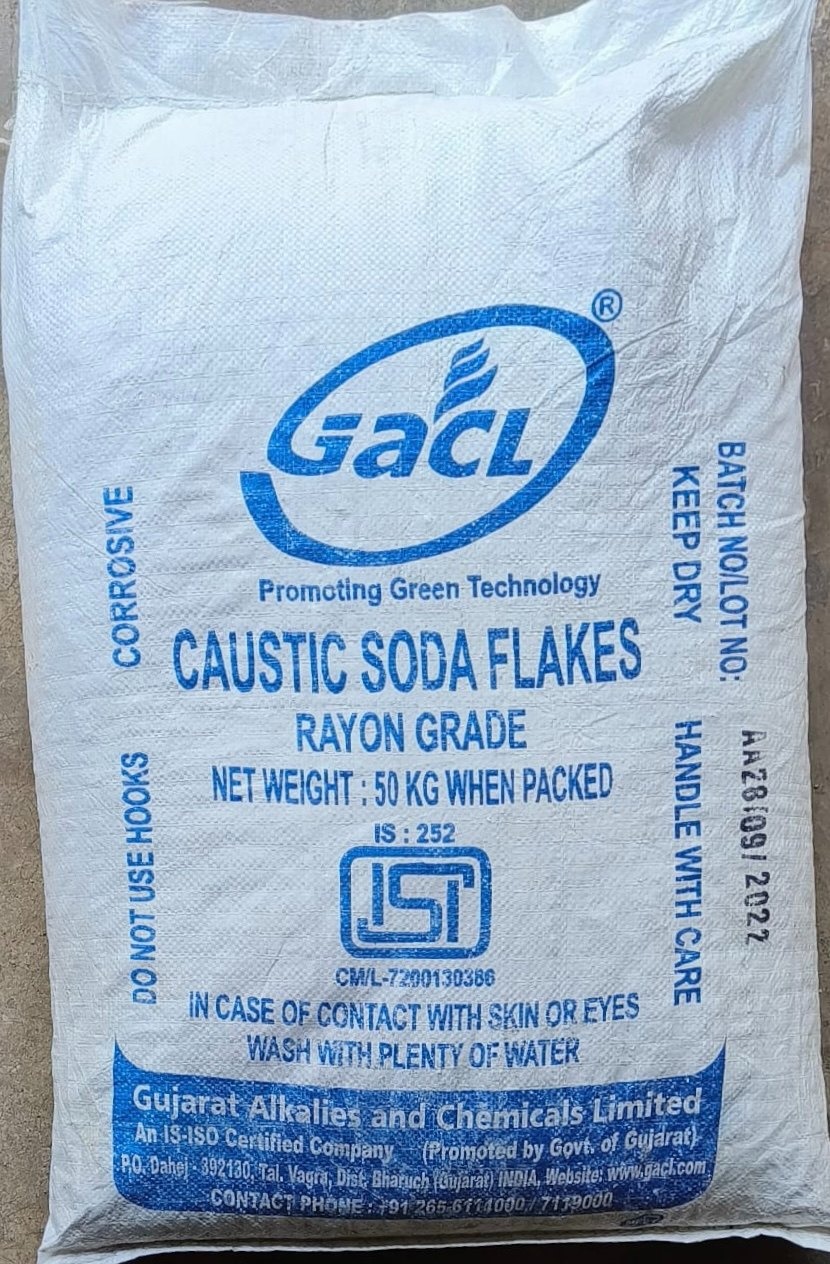 GACL
®
Promoting Green Technology
CAUSTIC SODA FLAKES
RAYON GRADE
NET WEIGHT : 50 KG WHEN PACKED
IS : 252
ISI
CM/L-7200130386
IN CASE OF CONTACT WITH SKIN OR EYES
WASH WITH PLENTY OF WATER
CORROSIVE
DO NOT USE HOOKS
KEEP DRY
HANDLE WITH CARE
BATCH NO/LOT NO:
AA28/09/2022
Gujarat Alkalies and Chemicals Limited
An IS-ISO Certified Company (Promoted by Govt. of Gujarat)
P.O. Dahej - 392130, Tal. Vagra, Dist. Bharuch (Gujarat) INDIA, Website: www.gacl.com
CONTACT PHONE : +91 265-6111000 / 7119000